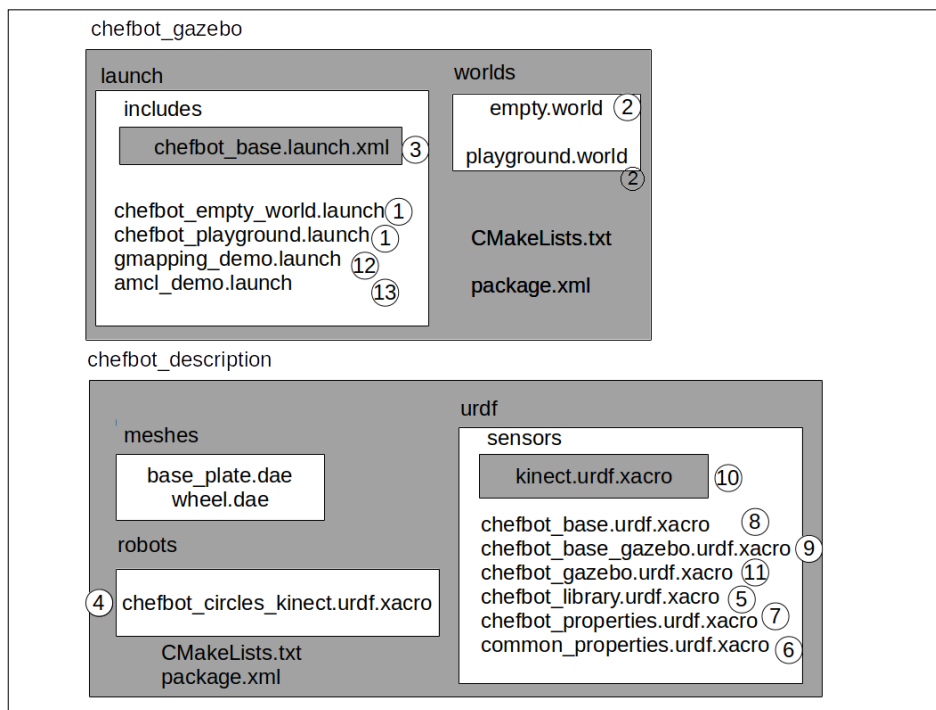 chefbot_gazebo
launch
includes
chefbot_base.launch.xml 3
chefbot_empty_world.launch 1
chefbot_playground.launch 1
gmapping_demo.launch 12
amcl_demo.launch 13
worlds
empty.world 2
playground.world
2
CMakeLists.txt
package.xml
chefbot_description
meshes
base_plate.dae
wheel.dae
robots
4 chefbot_circles_kinect.urdf.xacro
CMakeLists.txt
package.xml
urdf
sensors
kinect.urdf.xacro 10
chefbot_base.urdf.xacro 8
chefbot_base_gazebo.urdf.xacro 9
chefbot_gazebo.urdf.xacro 11
chefbot_library.urdf.xacro 5
chefbot_properties.urdf.xacro 7
common_properties.urdf.xacro 6